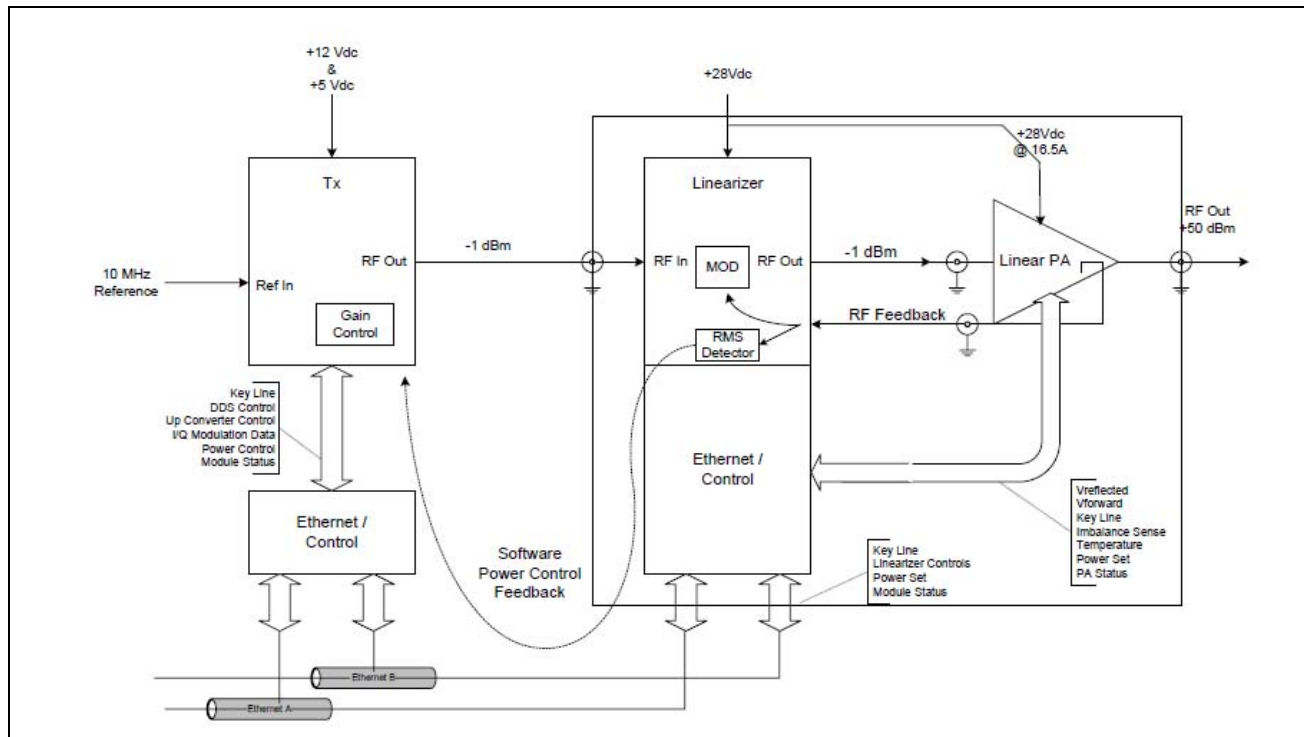 +12 Vdc
&
+5 Vdc
+28Vdc
+28Vdc
@ 16.5A
Tx
Linearizer
RF Out
+50 dBm
-1 dBm
RF Out
RF In
MOD
RF Out
-1 dBm
Linear PA
10 MHz
Reference
Ref In
Gain
Control
RF Feedback
RMS
Detector
Key Line
DDS Control
Up Converter Control
I/Q Modulation Data
Power Control
Module Status
Ethernet /
Control
Ethernet /
Control
Software
Power Control
Feedback
Vreflected
Vforward
Key Line
Imbalance Sense
Temperature
Power Set
PA Status
Key Line
Linearizer Controls
Power Set
Module Status
Ethernet B
Ethernet A